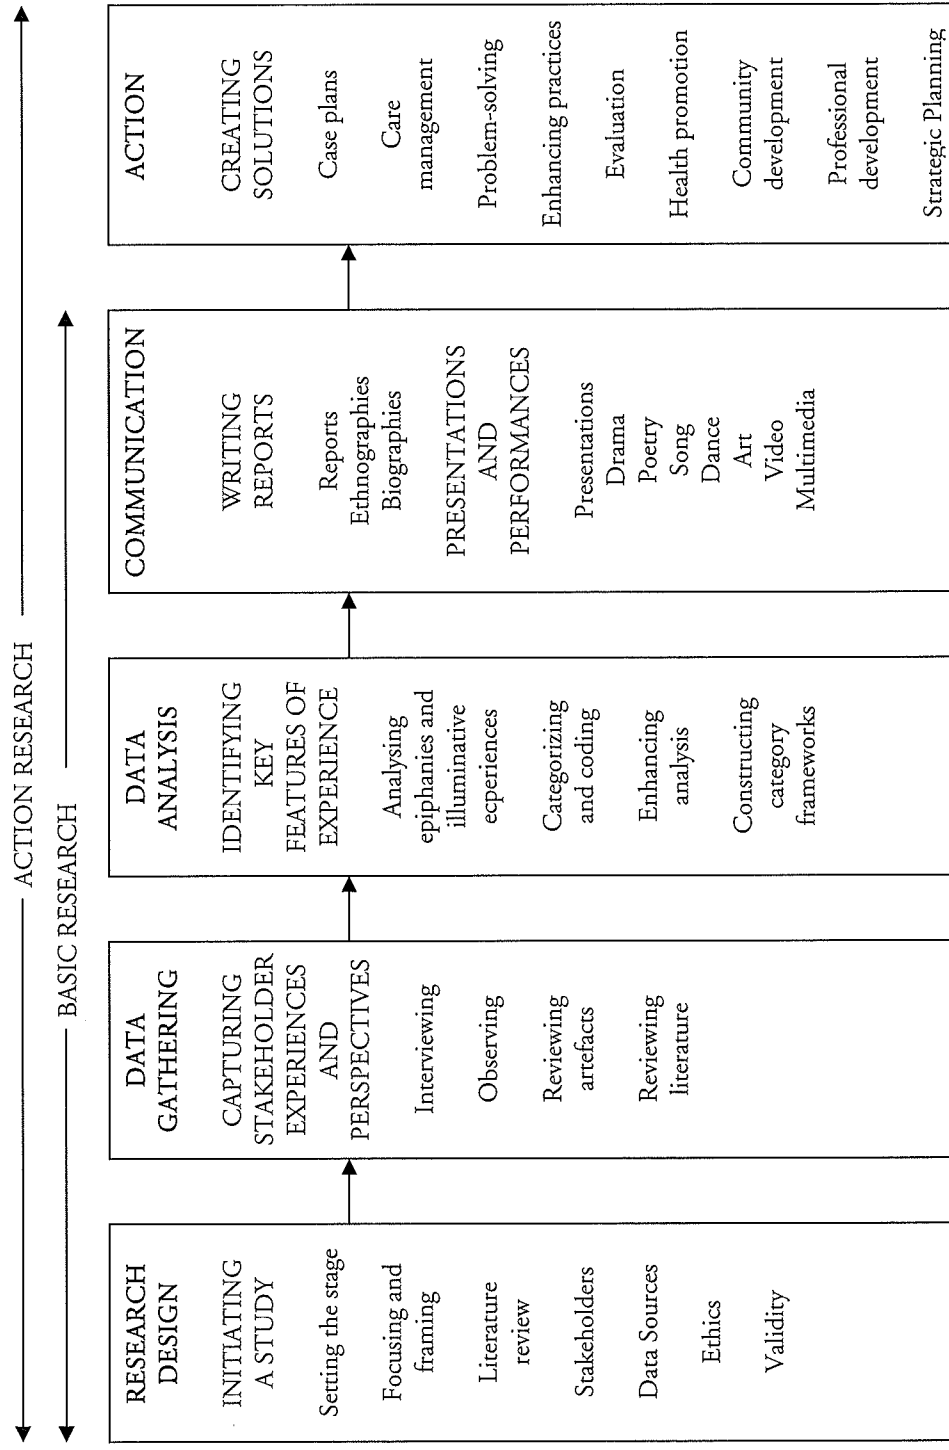 ACTION RESEARCH
BASIC RESEARCH
RESEARCH
DESIGN
INITIATING
A STUDY
Setting the stage
Focusing and
framing
Literature
review
Stakeholders
Data Sources
Ethics
Validity
DATA
GATHERING
CAPTURING
STAKEHOLDER
EXPERIENCES
AND
PERSPECTIVES
Interviewing
Observing
Reviewing
artefacts
Reviewing
literature
DATA
ANALYSIS
IDENTIFYING
KEY
FEATURES OF
EXPERIENCE
Analysing
epiphanies and
illuminative
ecperiences
Categorizing
and coding
Enhancing
analysis
Constructing
category
frameworks
COMMUNICATION
WRITING
REPORTS
Reports
Ethnographies
Biographies
PRESENTATIONS
AND
PERFORMANCES
Presentations
Drama
Poetry
Song
Dance
Art
Video
Multimedia
ACTION
CREATING
SOLUTIONS
Case plans
Care
management
Problem-solving
Enhancing practices
Evaluation
Health promotion
Community
development
Professional
development
Strategic Planning